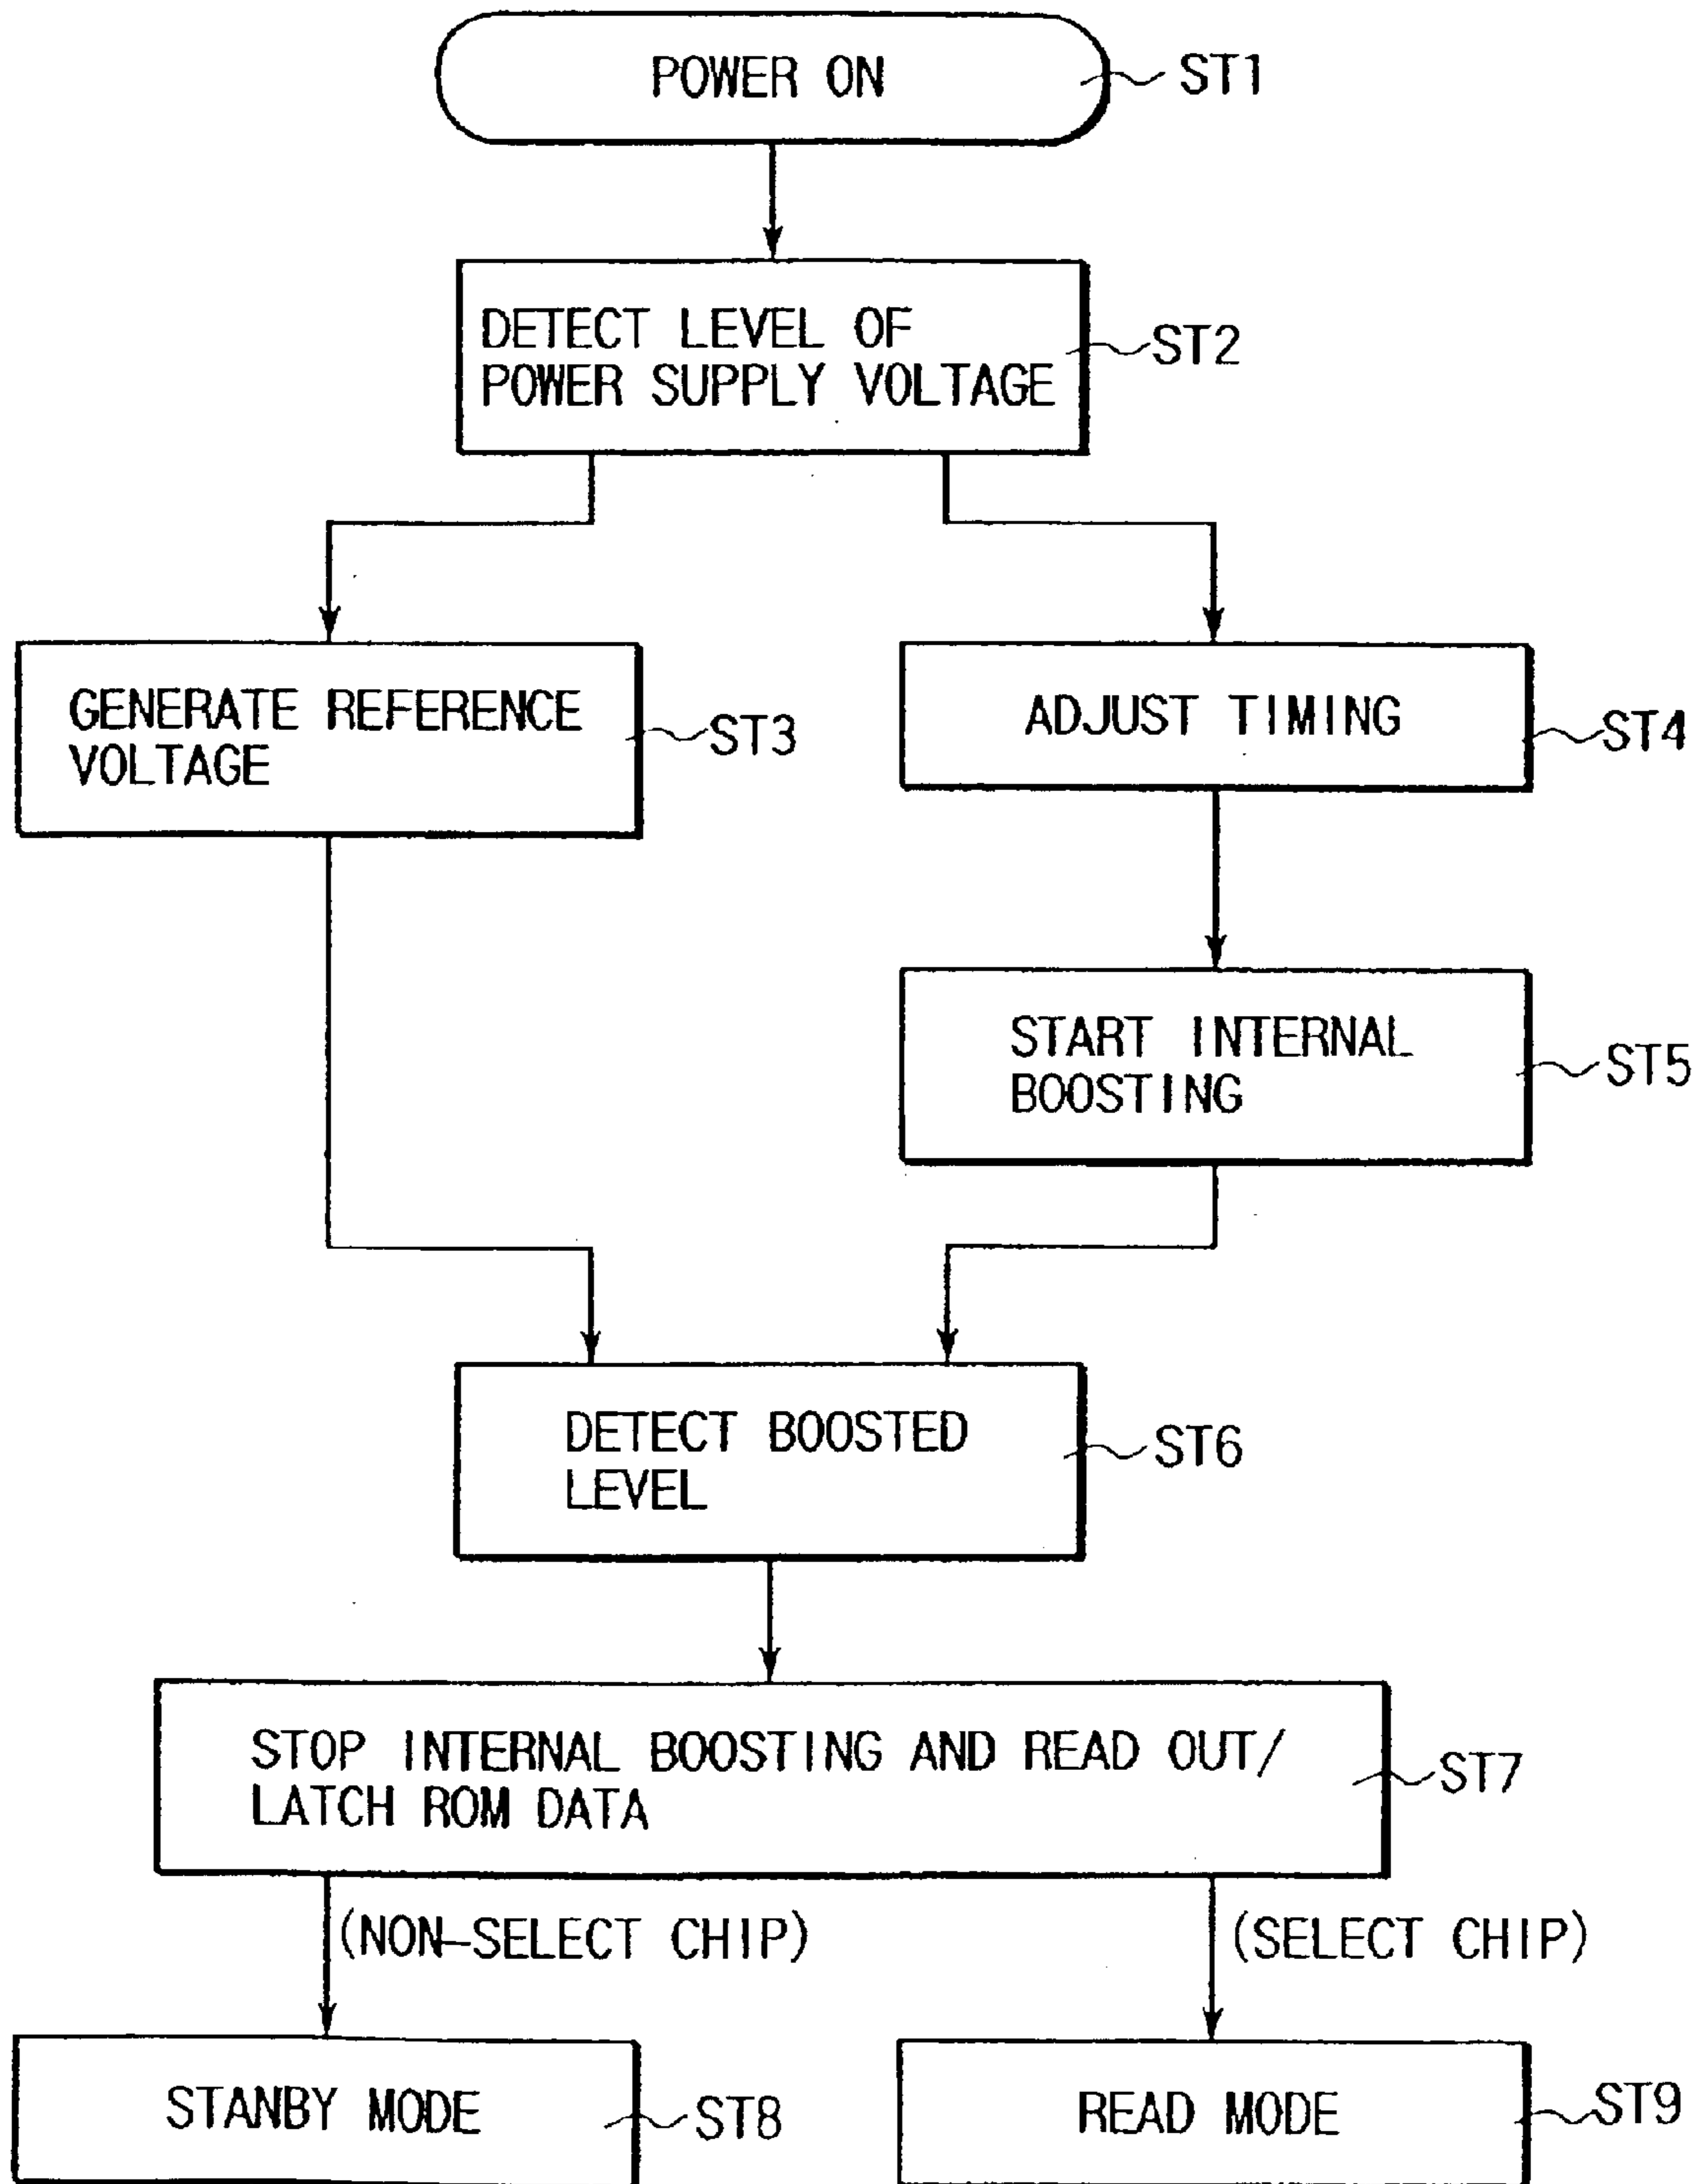 POWER ON
ST1
DETECT LEVEL OF
POWER SUPPLY VOLTAGE
ST2
GENERATE REFERENCE
VOLTAGE
ST3
ADJUST TIMING
ST4
START INTERNAL
BOOSTING
ST5
DETECT BOOSTED
LEVEL
ST6
STOP INTERNAL BOOSTING AND READ OUT/
LATCH ROM DATA
ST7
(NON-SELECT CHIP)
(SELECT CHIP)
STANBY MODE
ST8
READ MODE
ST9